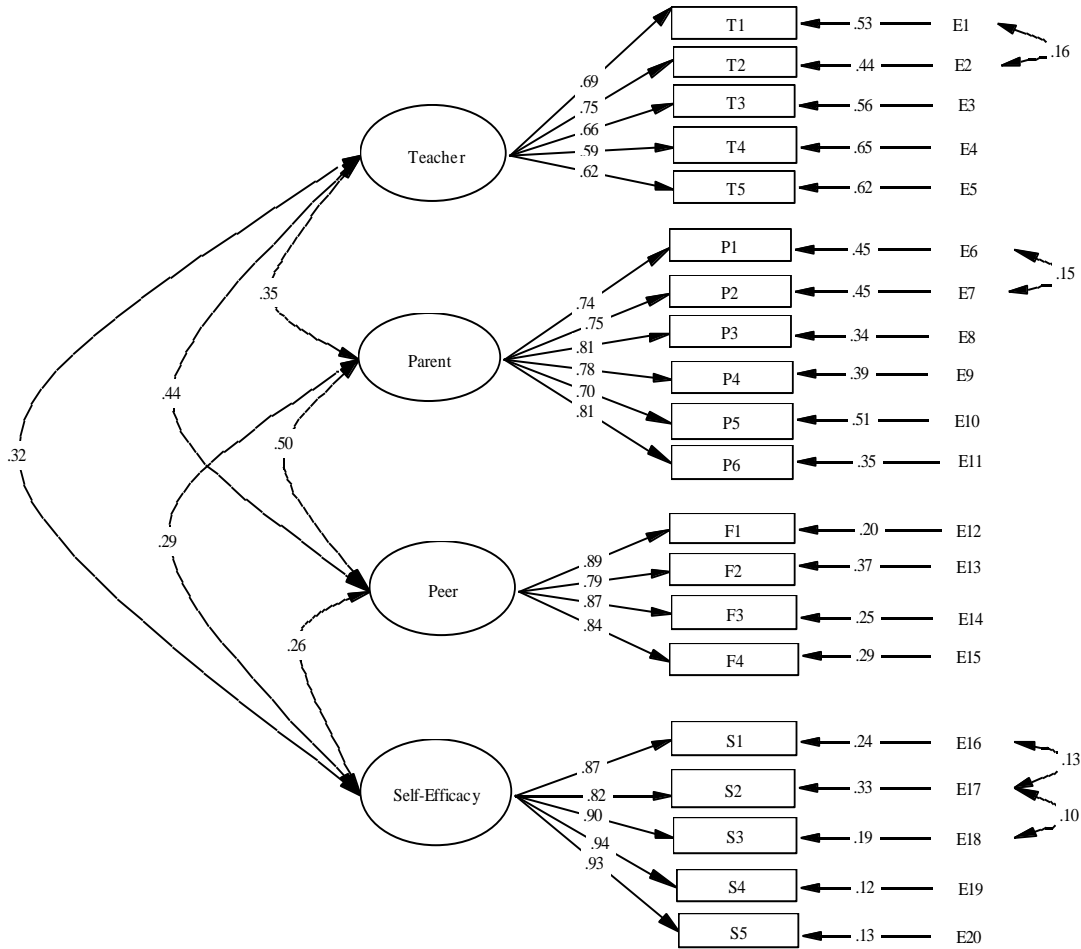 T1
.53
E1
.16
T2
.44
E2
.69
.75
T3
.56
E3
.66
Teacher
T4
.65
E4
.59
.62
T5
.62
E5
P1
.45
E6
.15
.35
P2
.45
E7
.74
.75
P3
.34
E8
.81
Parent
.78
P4
.39
E9
.44
.70
.81
P5
.51
E10
.50
.32
P6
.35
E11
F1
.20
E12
.29
.89
F2
.37
E13
.79
Peer
.87
F3
.25
E14
.84
.26
F4
.29
E15
S1
.24
E16
.13
.87
S2
.33
E17
Self-Efficacy
.82
.10
.90
S3
.19
E18
.94
.93
S4
.12
E19
S5
.13
E20